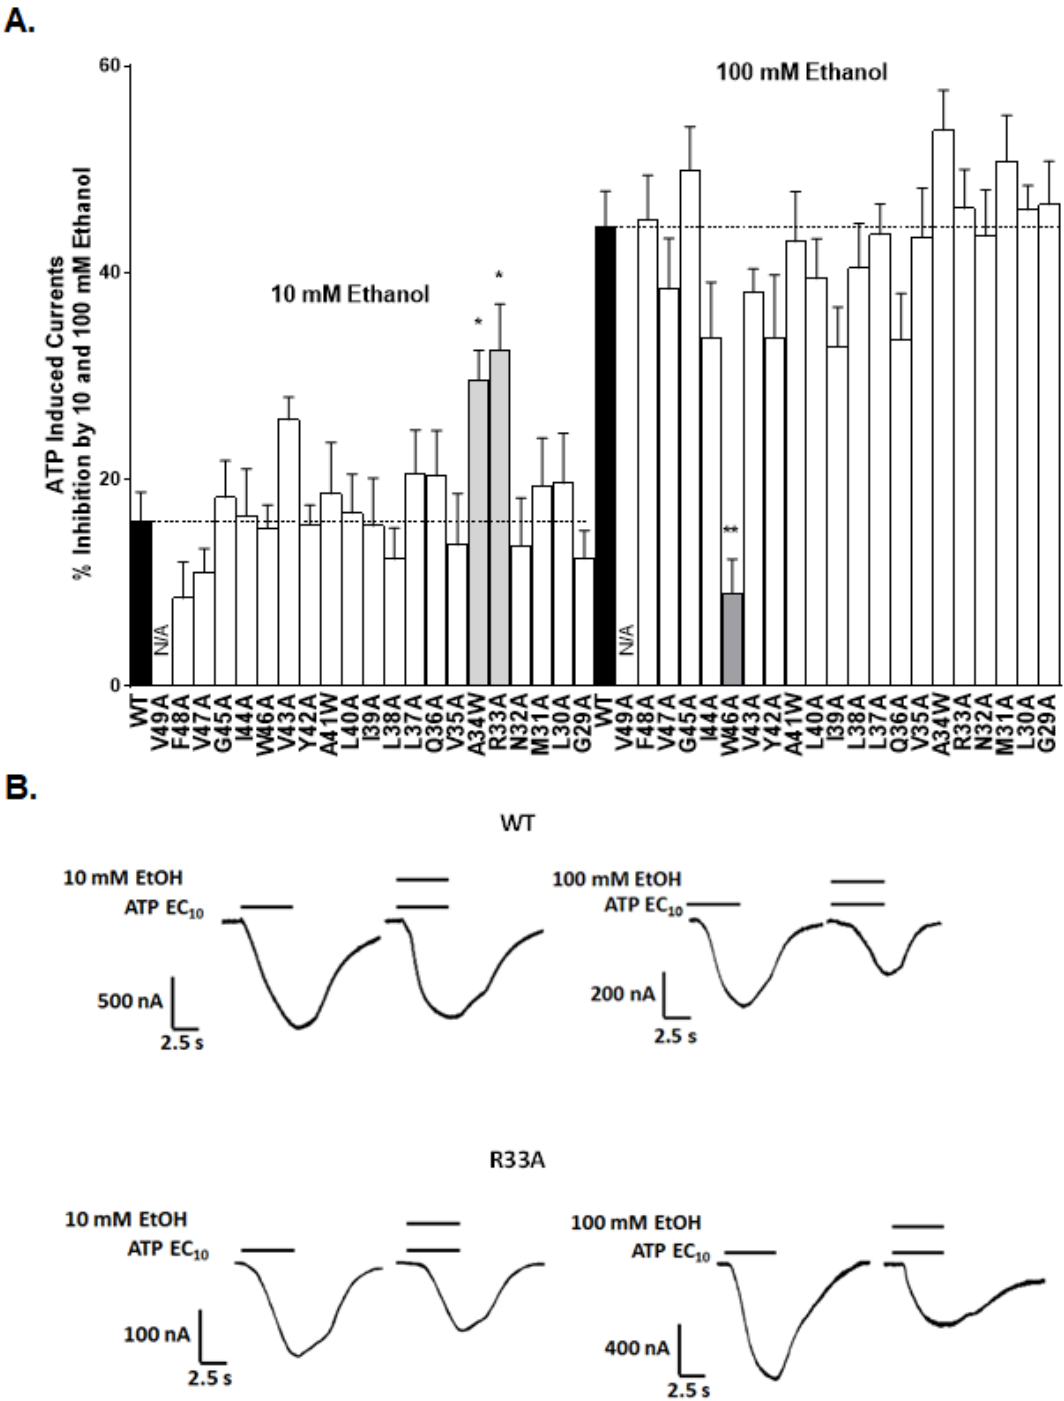 A.
60
40
20
0
ATP Induced Currents
% Inhibition by 10 and 100 mM Ethanol
10 mM Ethanol
100 mM Ethanol
*
*
**
N/A
N/A
WT V49A F48A V47A G45A I44A W46A V43A Y42A A41W L40A I39A L38A L37A Q36A V35A A34W R33A N32A M31A L30A G29A WT V49A F48A V47A G45A I44A W46A V43A Y42A A41W L40A I39A L38A L37A Q36A V35A A34W R33A N32A M31A L30A G29A
B.
WT
10 mM EtOH
ATP EC10
500 nA
2.5 s
100 mM EtOH
ATP EC10
200 nA
2.5 s
R33A
10 mM EtOH
ATP EC10
100 nA
2.5 s
100 mM EtOH
ATP EC10
400 nA
2.5 s